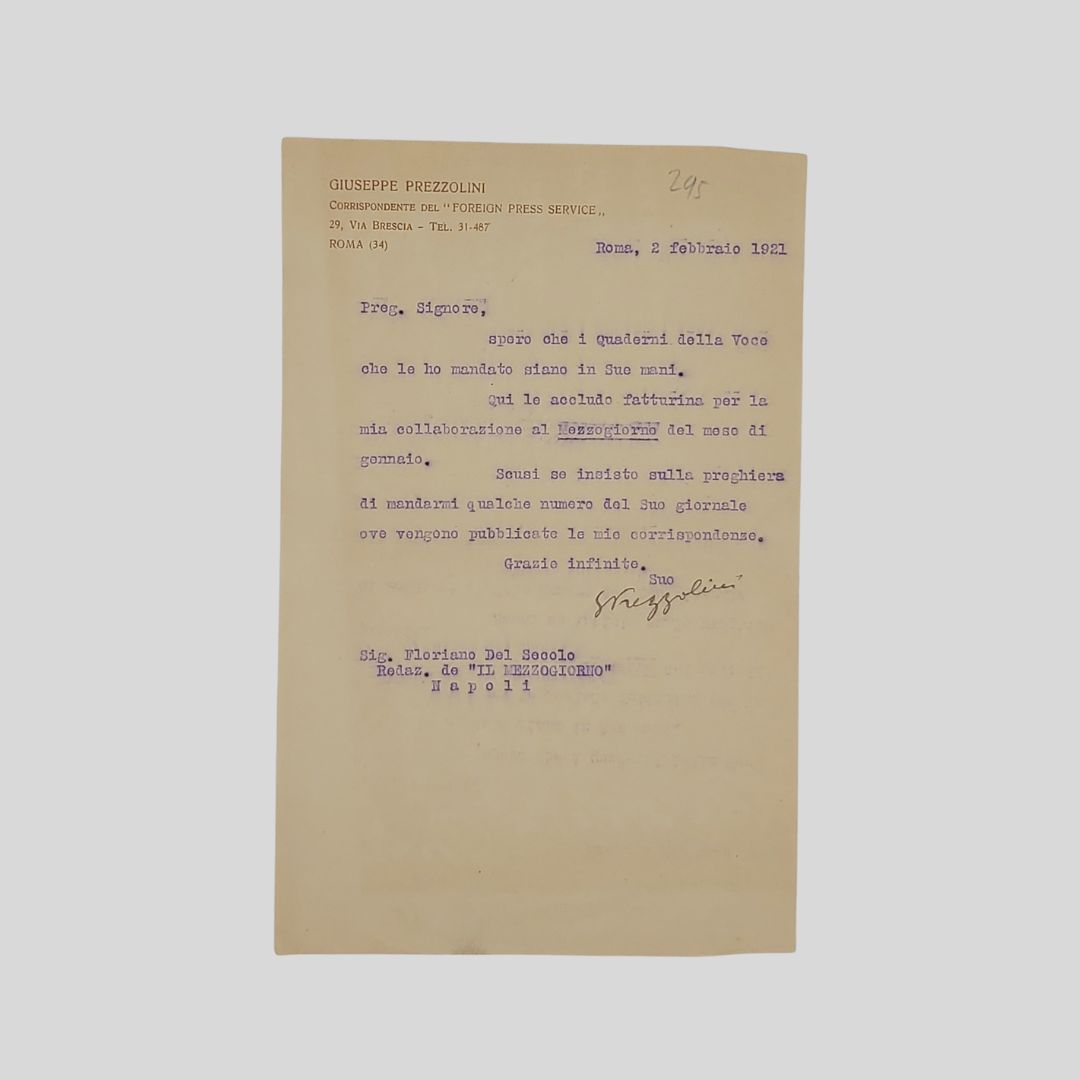 GIUSEPPE PREZZOLINI
295
CORRISPONDENTE DEL "FOREIGN PRESS SERVICE„
29, VIA BRESCIA - TEL. 31-487
ROMA (34)
Roma, 2 febbraio 1921
Preg. Signore,
spero che i Quaderni della Voce
che le ho mandato siano in Sue mani.
Qui le accludo fatturina per la
mia collaborazione al Mezzogiorno del mese di
gennaio.
Scusi se insisto sulla preghiera
di mandarmi qualche numero del Suo giornale
ove vengono pubblicate le mie corrispondenze.
Grazie infinite.
Suo
GPrezzolini
Sig. Floriano Del Secolo
Redaz. de "IL MEZZOGIORNO"
N a p o l i